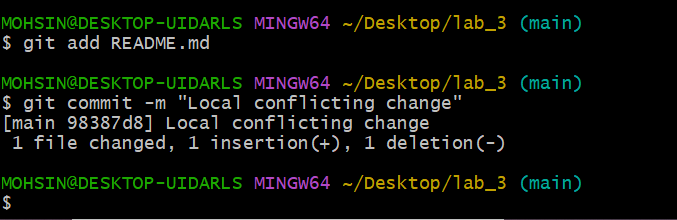 MOHSIN@DESKTOP-UIDARLS MINGW64 ~/Desktop/lab_3 (main)
$ git add README.md
MOHSIN@DESKTOP-UIDARLS MINGW64 ~/Desktop/lab_3 (main)
$ git commit -m "Local conflicting change"
[main 98387d8] Local conflicting change
 1 file changed, 1 insertion(+), 1 deletion(-)
MOHSIN@DESKTOP-UIDARLS MINGW64 ~/Desktop/lab_3 (main)
$